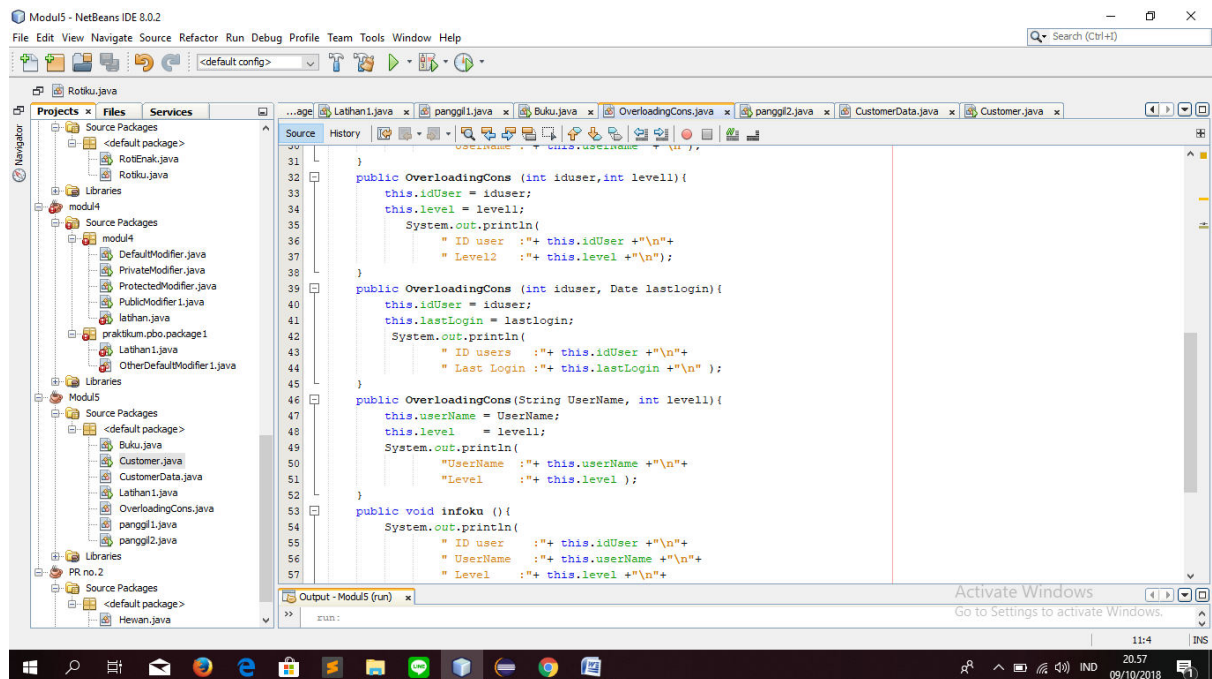 Modul5 - NetBeans IDE 8.0.2
File Edit View Navigate Source Refactor Run Debug Profile Team Tools Window Help
Search (Ctrl+I)
<default config>
Rotiku.java
Projects x Files Services
...age Latihan1.java x panggil1.java x Buku.java x OverloadingCons.java x panggil2.java x CustomerData.java x Customer.java x
Navigator
Source Packages
<default package>
RotiEnak.java
Rotiku.java
Libraries
modul4
Source Packages
modul4
DefaultModifier.java
PrivateModifier.java
ProtectedModifier.java
PublicModifier1.java
latihan.java
praktikum.pbo.package1
Latihan1.java
OtherDefaultModifier1.java
Libraries
Modul5
Source Packages
<default package>
Buku.java
Customer.java
CustomerData.java
Latihan1.java
OverloadingCons.java
panggil1.java
panggil2.java
Libraries
PR no.2
Source Packages
<default package>
Hewan.java
Source History
30 UserName : "+ this.userName + "\n");
31 }
32 public OverloadingCons (int iduser,int level1){
33 this.idUser = iduser;
34 this.level = level1;
35 System.out.println(
36 " ID user :"+ this.idUser +"\n"+
37 " Level2 :"+ this.level +"\n");
38 }
39 public OverloadingCons (int iduser, Date lastlogin){
40 this.idUser = iduser;
41 this.lastLogin = lastlogin;
42 System.out.println(
43 " ID users :"+ this.idUser +"\n"+
44 " Last Login :"+ this.lastLogin +"\n" );
45 }
46 public OverloadingCons(String UserName, int level1){
47 this.userName = UserName;
48 this.level = level1;
49 System.out.println(
50 "UserName :"+ this.userName +"\n"+
51 "Level :"+ this.level );
52 }
53 public void infoku (){
54 System.out.println(
55 " ID user :"+ this.idUser +"\n"+
56 " UserName :"+ this.userName +"\n"+
57 " Level :"+ this.level +"\n"+
Output - Modul5 (run) x
run:
Activate Windows
Go to Settings to activate Windows.
11:4 INS
IND
20.57
09/10/2018